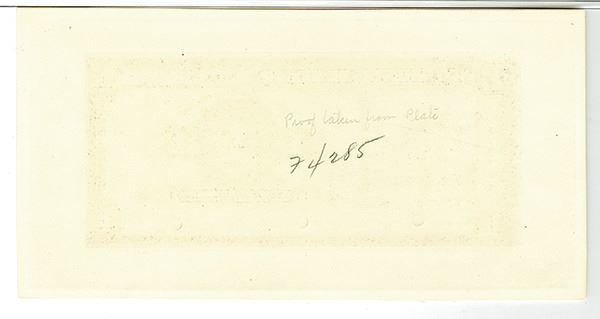 Proof taken from Plate
74285